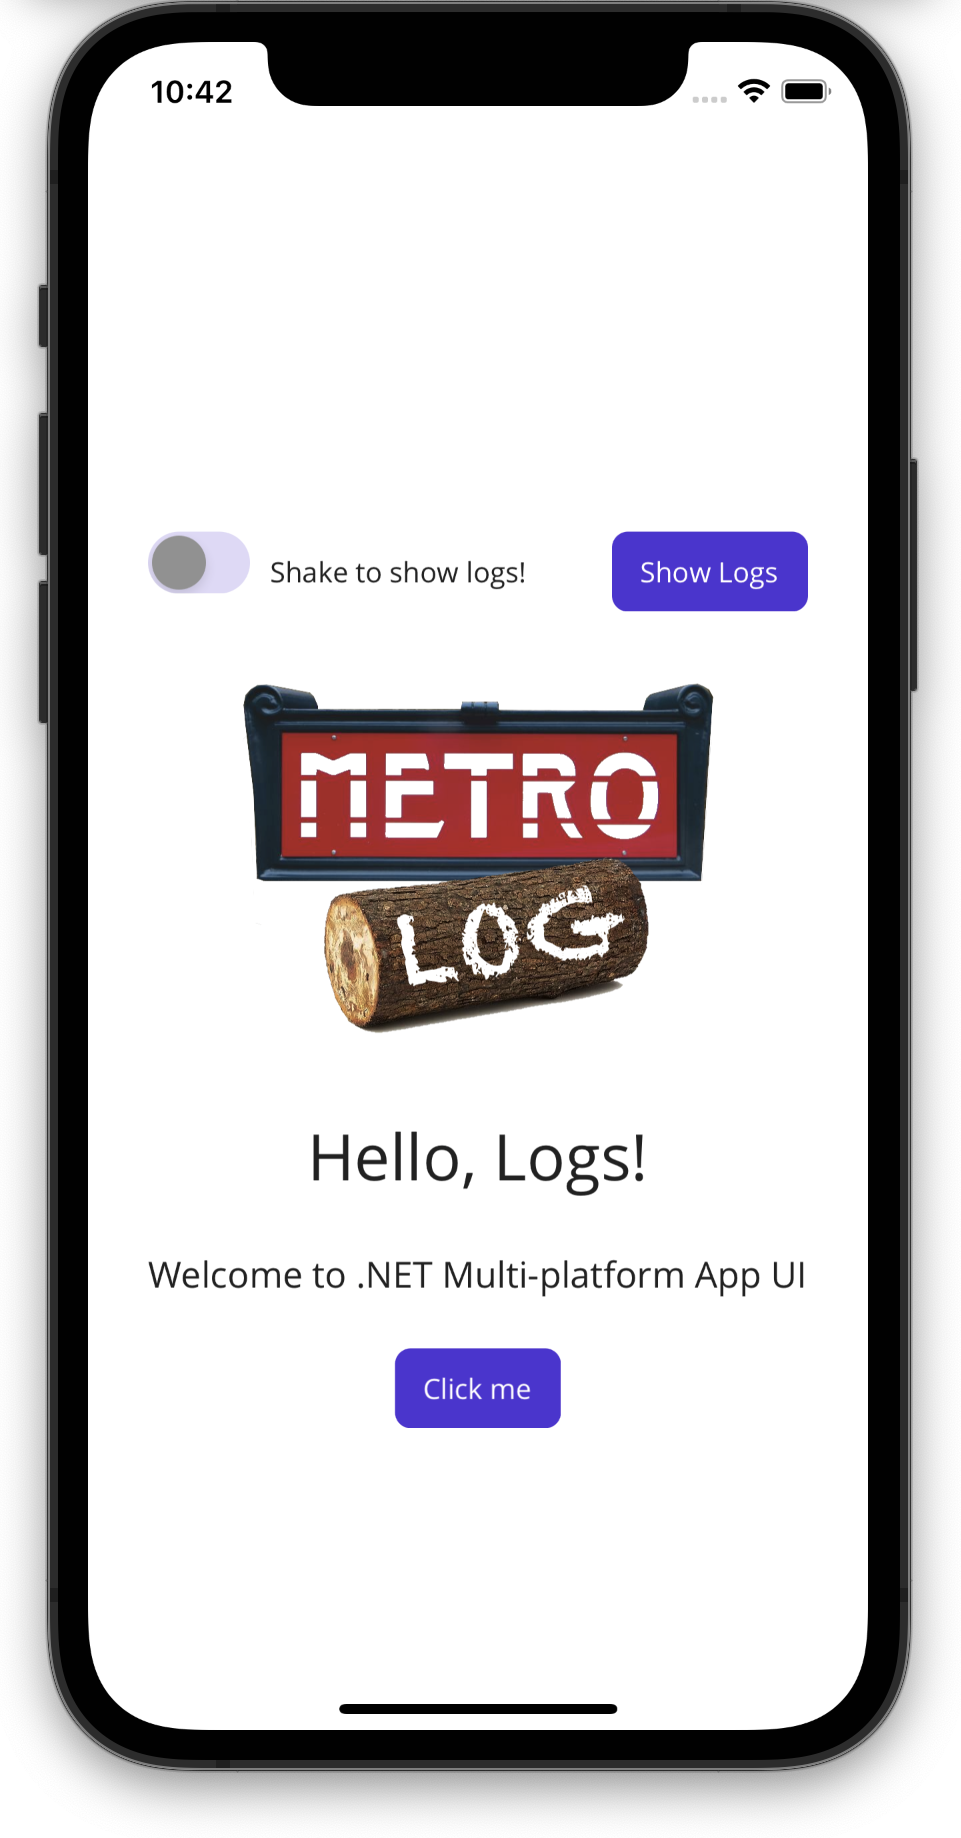 10:42
Shake to show logs!
Show Logs
METRO
LOG
Hello, Logs!
Welcome to .NET Multi-platform App UI
Click me